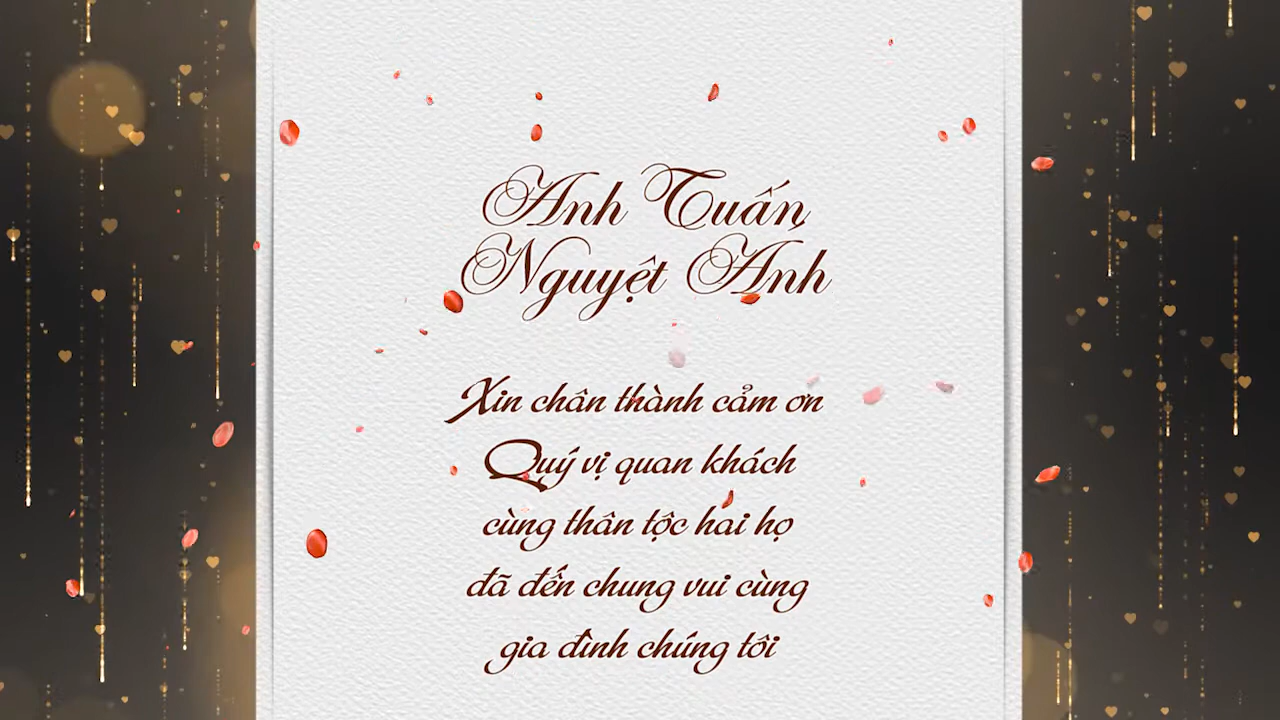 Anh Tuấn
Nguyệt Ánh
Xin chân thành cảm ơn
Quý vị quan khách
cùng thân tộc hai họ
đã đến chung vui cùng
gia đình chúng tôi